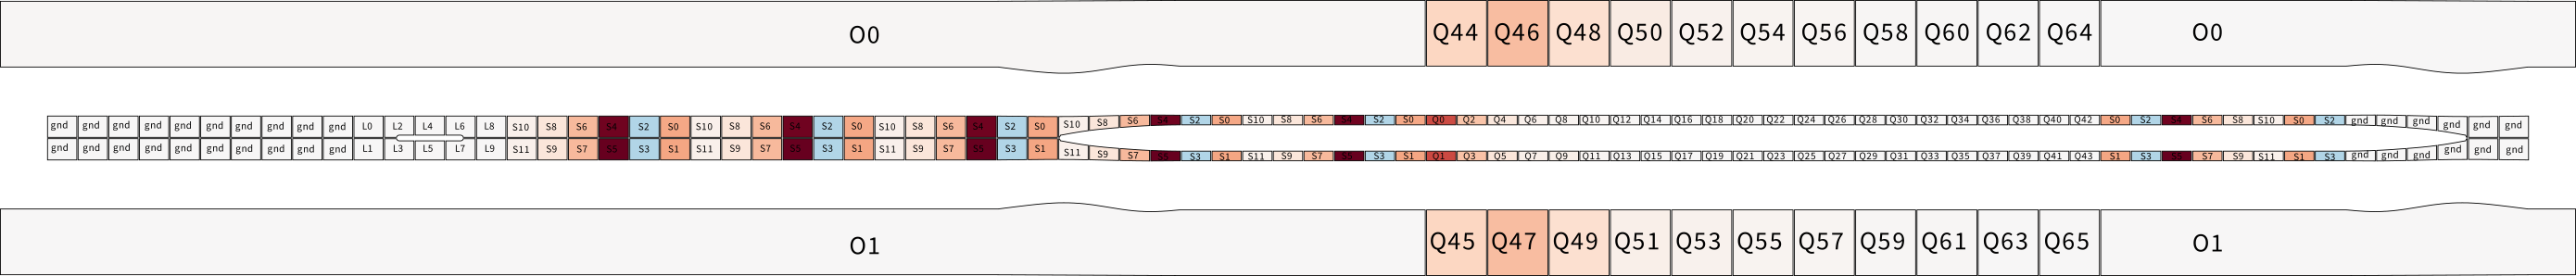 O0 Q44 Q46 Q48 Q50 Q52 Q54 Q56 Q58 Q60 Q62 Q64 O0
gnd gnd gnd gnd gnd gnd gnd gnd gnd gnd L0 L2 L4 L6 L8 S10 S8 S6 S4 S2 S0 S10 S8 S6 S4 S2 S0 S10 S8 S6 S4 S2 S0 S10 S8 S6 S4 S2 S0 S10 S8 S6 S4 S2 S0 Q0 Q2 Q4 Q6 Q8 Q10 Q12 Q14 Q16 Q18 Q20 Q22 Q24 Q26 Q28 Q30 Q32 Q34 Q36 Q38 Q40 Q42 S0 S2 S4 S6 S8 S10 S0 S2 gnd gnd gnd gnd gnd gnd
gnd gnd gnd gnd gnd gnd gnd gnd gnd gnd L1 L3 L5 L7 L9 S11 S9 S7 S5 S3 S1 S11 S9 S7 S5 S3 S1 S11 S9 S7 S5 S3 S1 S11 S9 S7 S5 S3 S1 S11 S9 S7 S5 S3 S1 Q1 Q3 Q5 Q7 Q9 Q11 Q13 Q15 Q17 Q19 Q21 Q23 Q25 Q27 Q29 Q31 Q33 Q35 Q37 Q39 Q41 Q43 S1 S3 S5 S7 S9 S11 S1 S3 gnd gnd gnd gnd gnd gnd
O1 Q45 Q47 Q49 Q51 Q53 Q55 Q57 Q59 Q61 Q63 Q65 O1